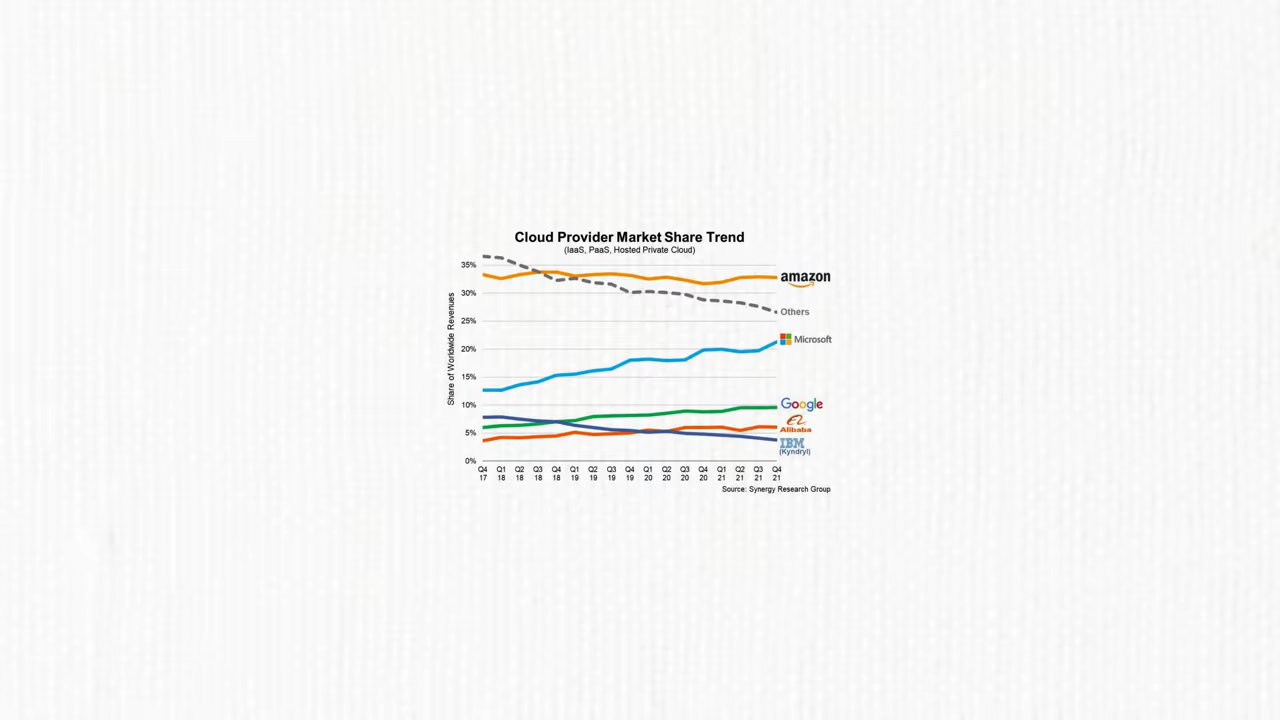 Cloud Provider Market Share Trend
(IaaS, PaaS, Hosted Private Cloud)
Share of Worldwide Revenues
35%
30%
25%
20%
15%
10%
5%
0%
amazon
Others
Microsoft
Google
Alibaba
IBM
(Kyndryl)
Q4 Q1 Q2 Q3 Q4 Q1 Q2 Q3 Q4 Q1 Q2 Q3 Q4 Q1 Q2 Q3 Q4
17 18 18 18 18 19 19 19 19 20 20 20 20 21 21 21 21
Source: Synergy Research Group